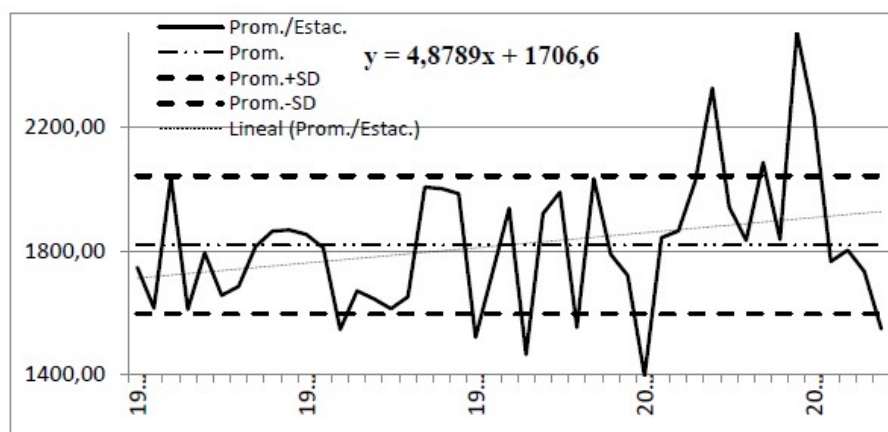 Prom./Estac.
Prom.
y = 4,8789x + 1706,6
Prom.+SD
Prom.-SD
Lineal (Prom./Estac.)
2200,00
1800,00
1400,00
19...
19...
19...
20...
20...